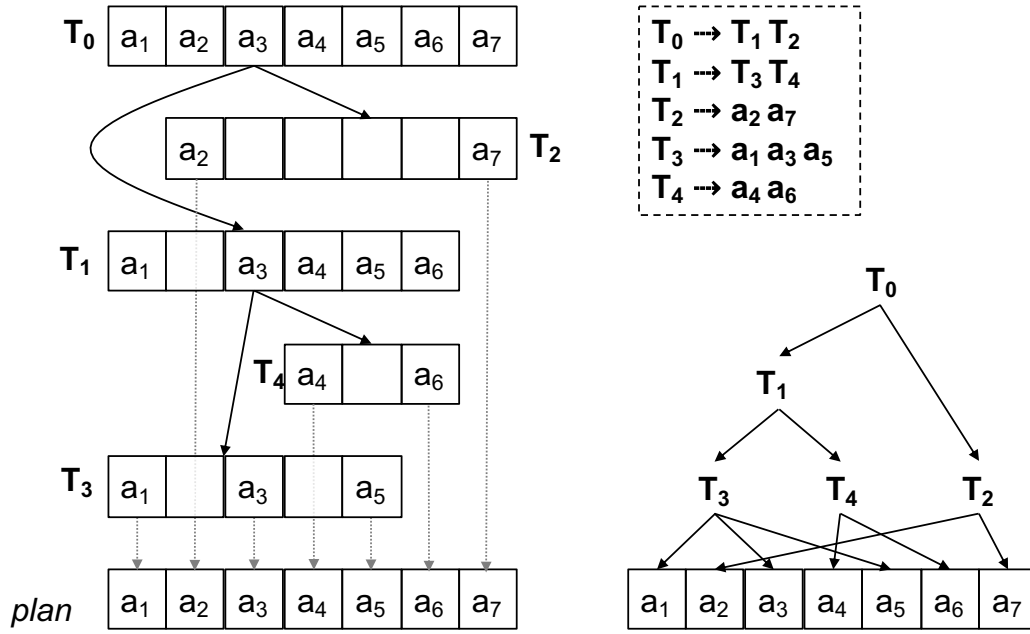 T₀ a₁ a₂ a₃ a₄ a₅ a₆ a₇
a₂ a₇ T₂
T₁ a₁ a₃ a₄ a₅ a₆
T₄ a₄ a₆
T₃ a₁ a₃ a₅
plan a₁ a₂ a₃ a₄ a₅ a₆ a₇
T₀ ⇢ T₁ T₂
T₁ ⇢ T₃ T₄
T₂ ⇢ a₂ a₇
T₃ ⇢ a₁ a₃ a₅
T₄ ⇢ a₄ a₆
T₀
T₁
T₃ T₄ T₂
a₁ a₂ a₃ a₄ a₅ a₆ a₇